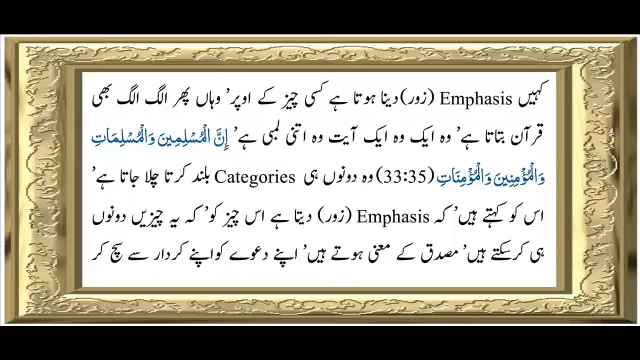 کہیں Emphasis (زور) دینا ہوتا ہے کسی چیز کے اوپر’ وہاں پھر الگ الگ بھی
قرآن بتاتا ہے’ وہ ایک وہ ایک آیت وہ اتنی لمبی ہے’ إِنَّ الْمُسْلِمِينَ وَالْمُسْلِمَاتِ
وَالْمُؤْمِنِينَ وَالْمُؤْمِنَاتِ (33:35) وہ دونوں ہی Categories بلند کرتا چلا جاتا ہے’
اس کو کہتے ہیں’ کہ Emphasis (زور) دیتا ہے اس چیز کو’ کہ یہ چیزیں دونوں
ہی کرسکتے ہیں’ مصدق کے معنی ہوتے ہیں’ اپنے دعوے کو اپنے کردار سے سچ کر